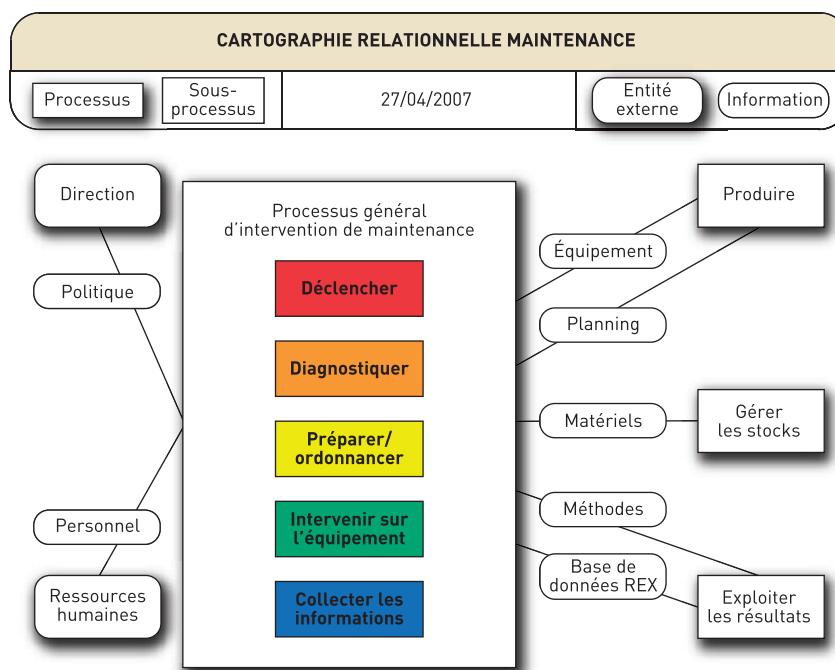 CARTOGRAPHIE RELATIONNELLE MAINTENANCE
Processus
Sous-
processus
27/04/2007
Entité
externe
Information
Direction
Politique
Personnel
Ressources
humaines
Processus général
d’intervention de maintenance
Déclencher
Diagnostiquer
Préparer/
ordonnancer
Intervenir sur
l’équipement
Collecter les
informations
Produire
Équipement
Planning
Matériels
Gérer
les stocks
Méthodes
Base de
données REX
Exploiter
les résultats